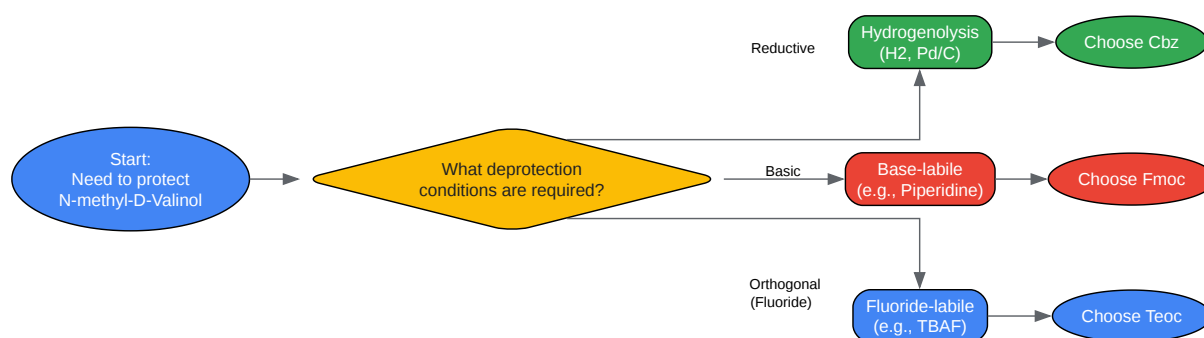 Start:
Need to protect
N-methyl-D-Valinol
What deprotection
conditions are required?
Reductive
Hydrogenolysis
(H2, Pd/C)
Choose Cbz
Basic
Base-labile
(e.g., Piperidine)
Choose Fmoc
Orthogonal
(Fluoride)
Fluoride-labile
(e.g., TBAF)
Choose Teoc